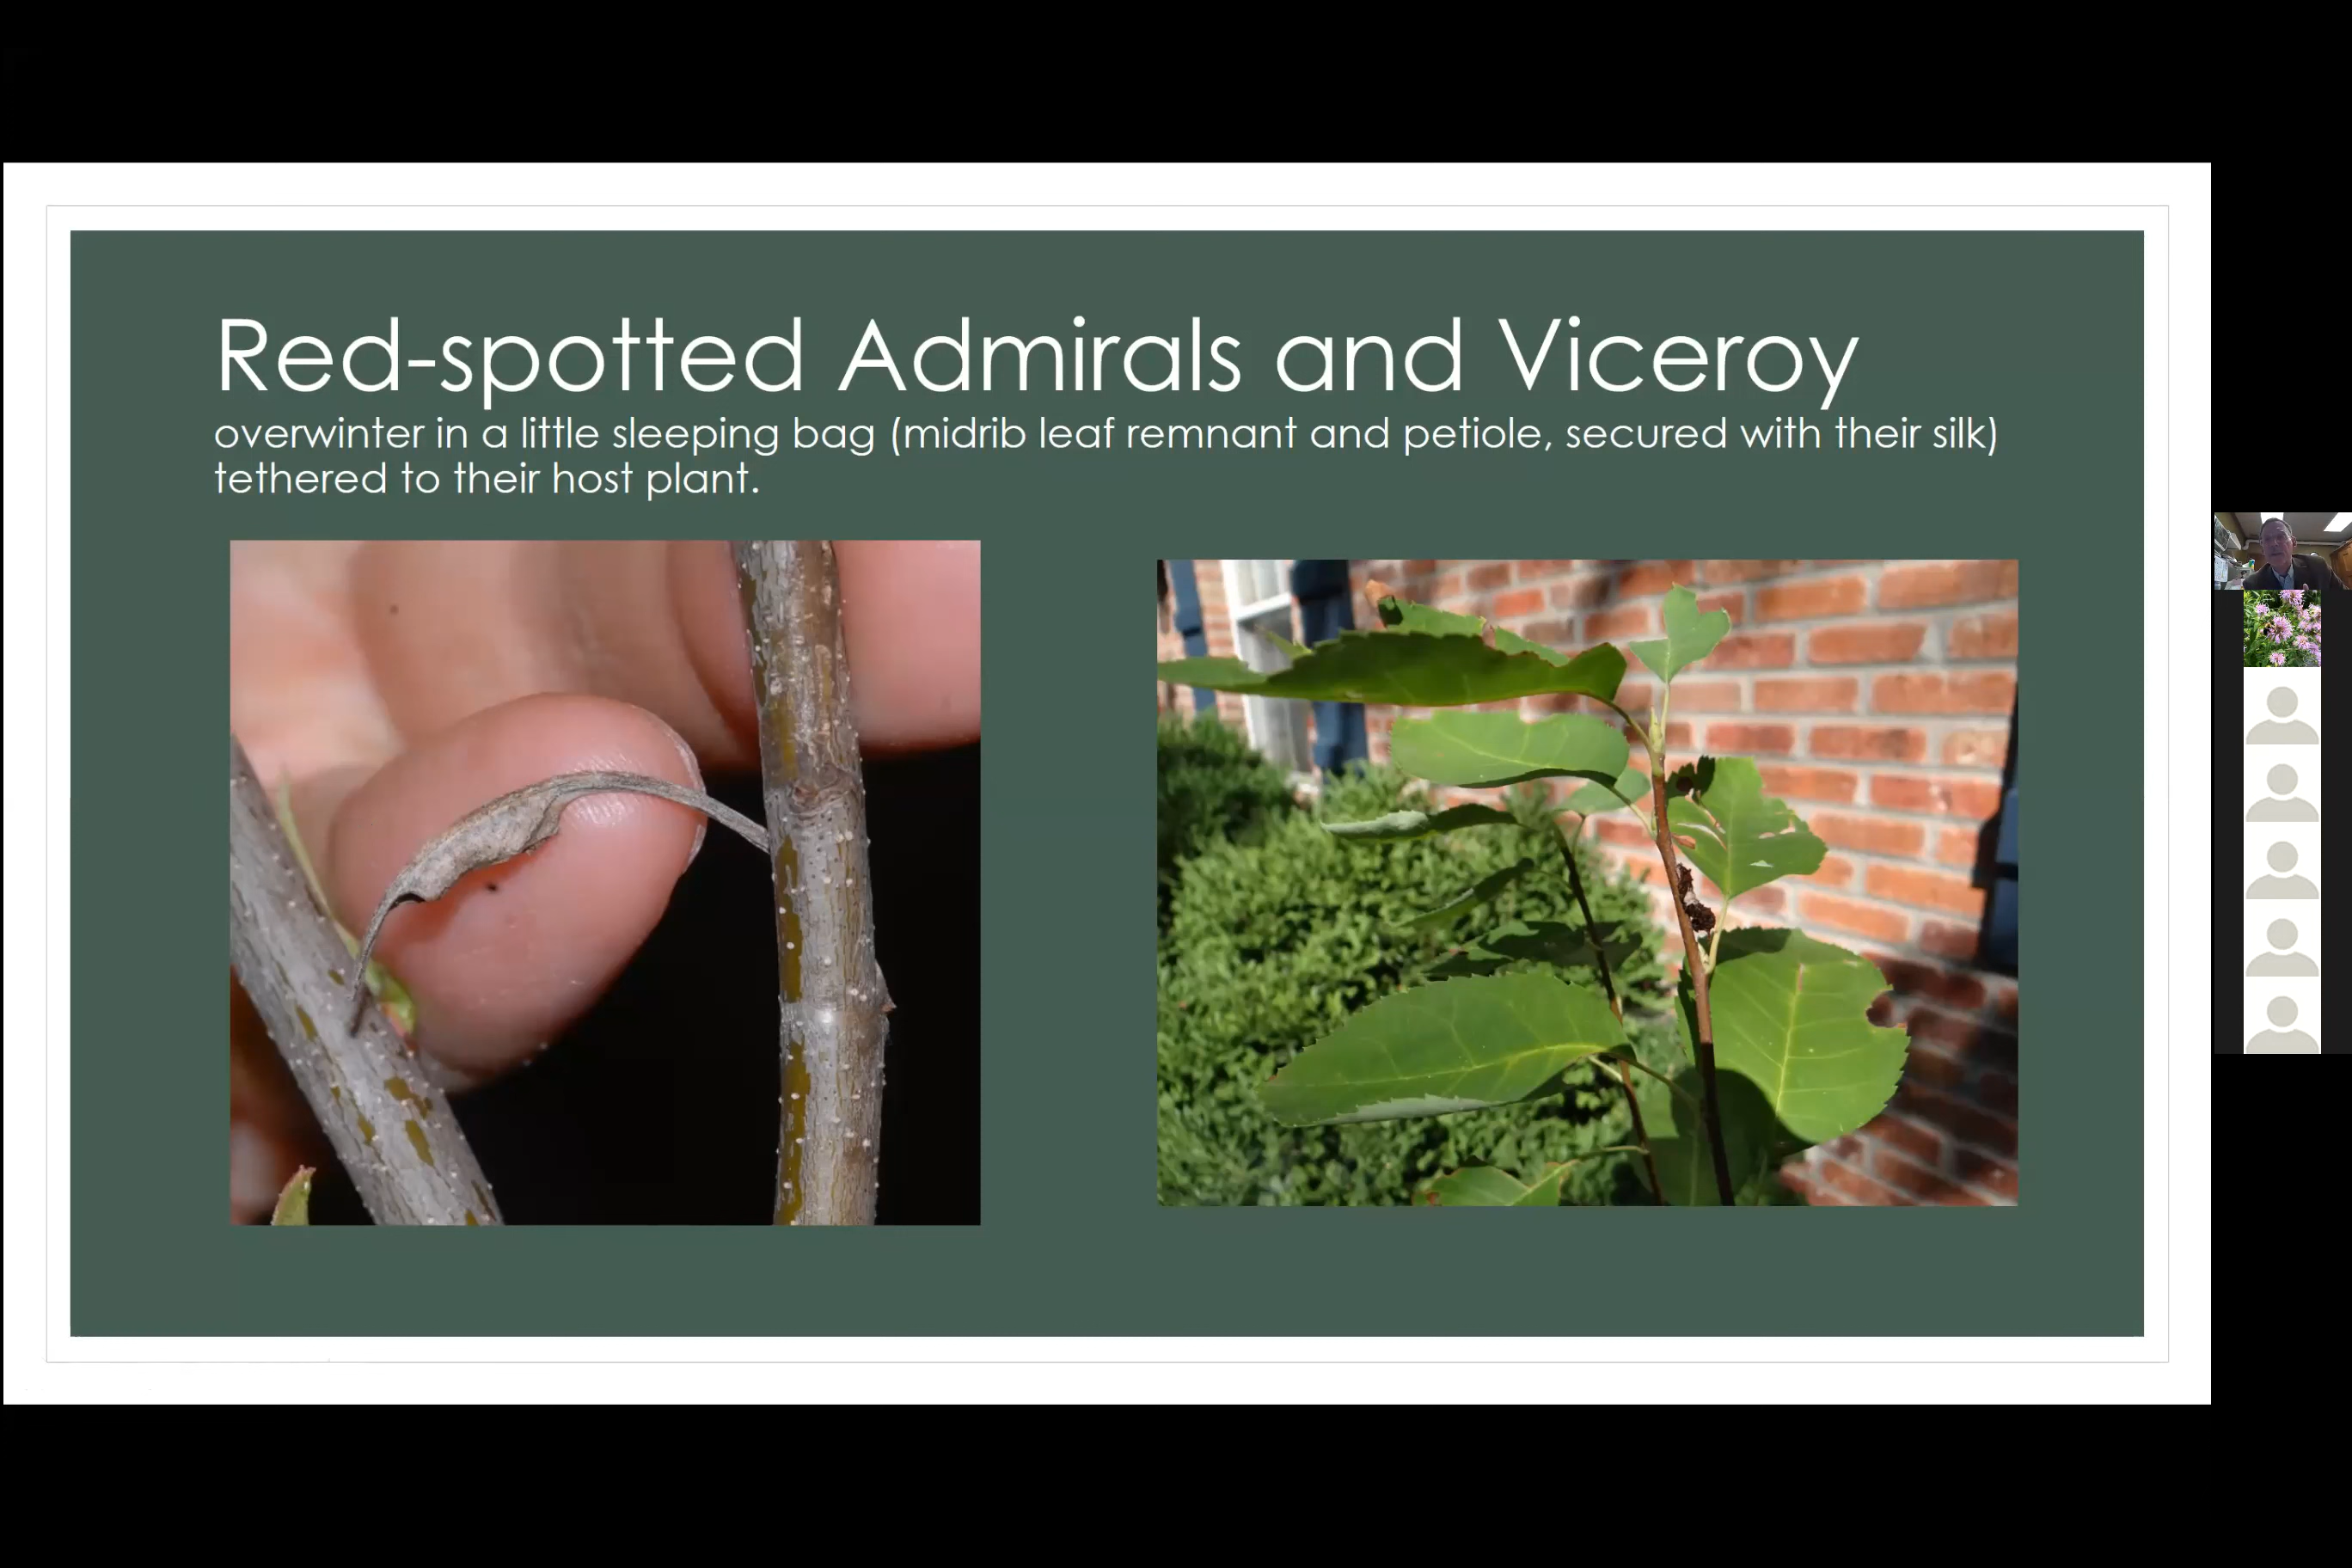 Red-spotted Admirals and Viceroy
overwinter in a little sleeping bag (midrib leaf remnant and petiole, secured with their silk)
tethered to their host plant.